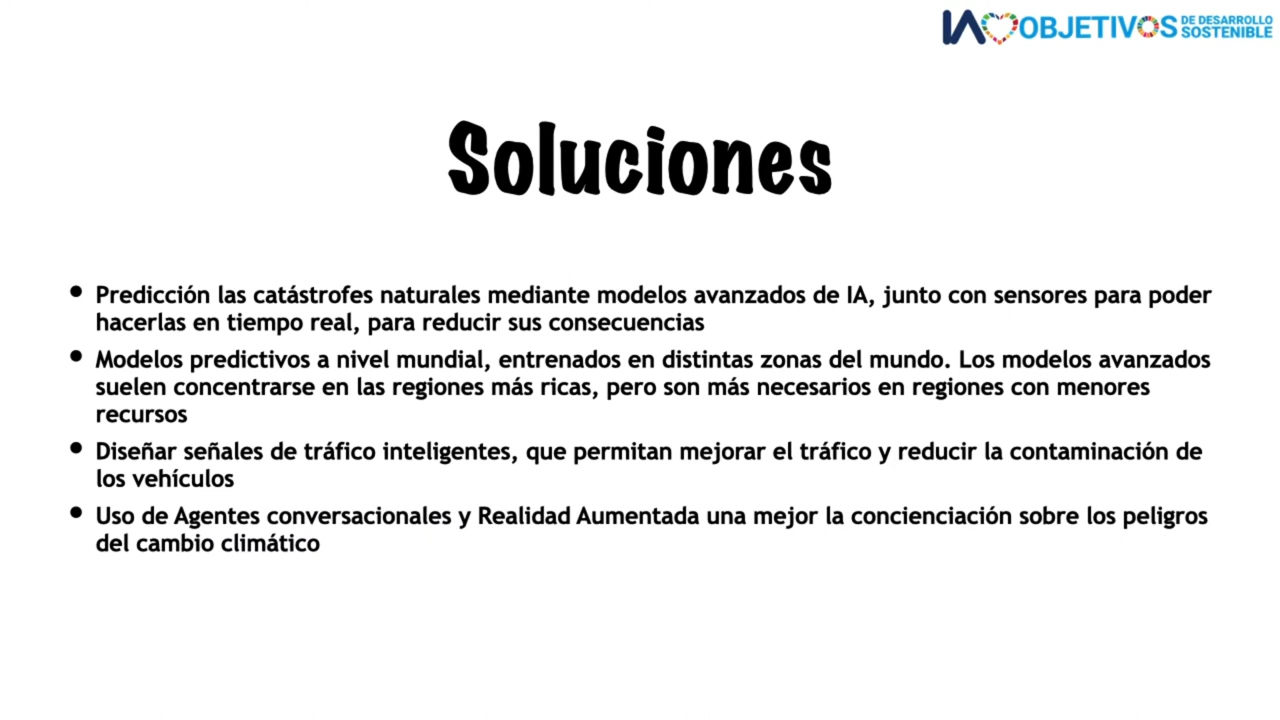 IA OBJETIVOS DE DESARROLLO
SOSTENIBLE
Soluciones
• Predicción las catástrofes naturales mediante modelos avanzados de IA, junto con sensores para poder
hacerlas en tiempo real, para reducir sus consecuencias
• Modelos predictivos a nivel mundial, entrenados en distintas zonas del mundo. Los modelos avanzados
suelen concentrarse en las regiones más ricas, pero son más necesarios en regiones con menores
recursos
• Diseñar señales de tráfico inteligentes, que permitan mejorar el tráfico y reducir la contaminación de
los vehículos
• Uso de Agentes conversacionales y Realidad Aumentada una mejor la concienciación sobre los peligros
del cambio climático